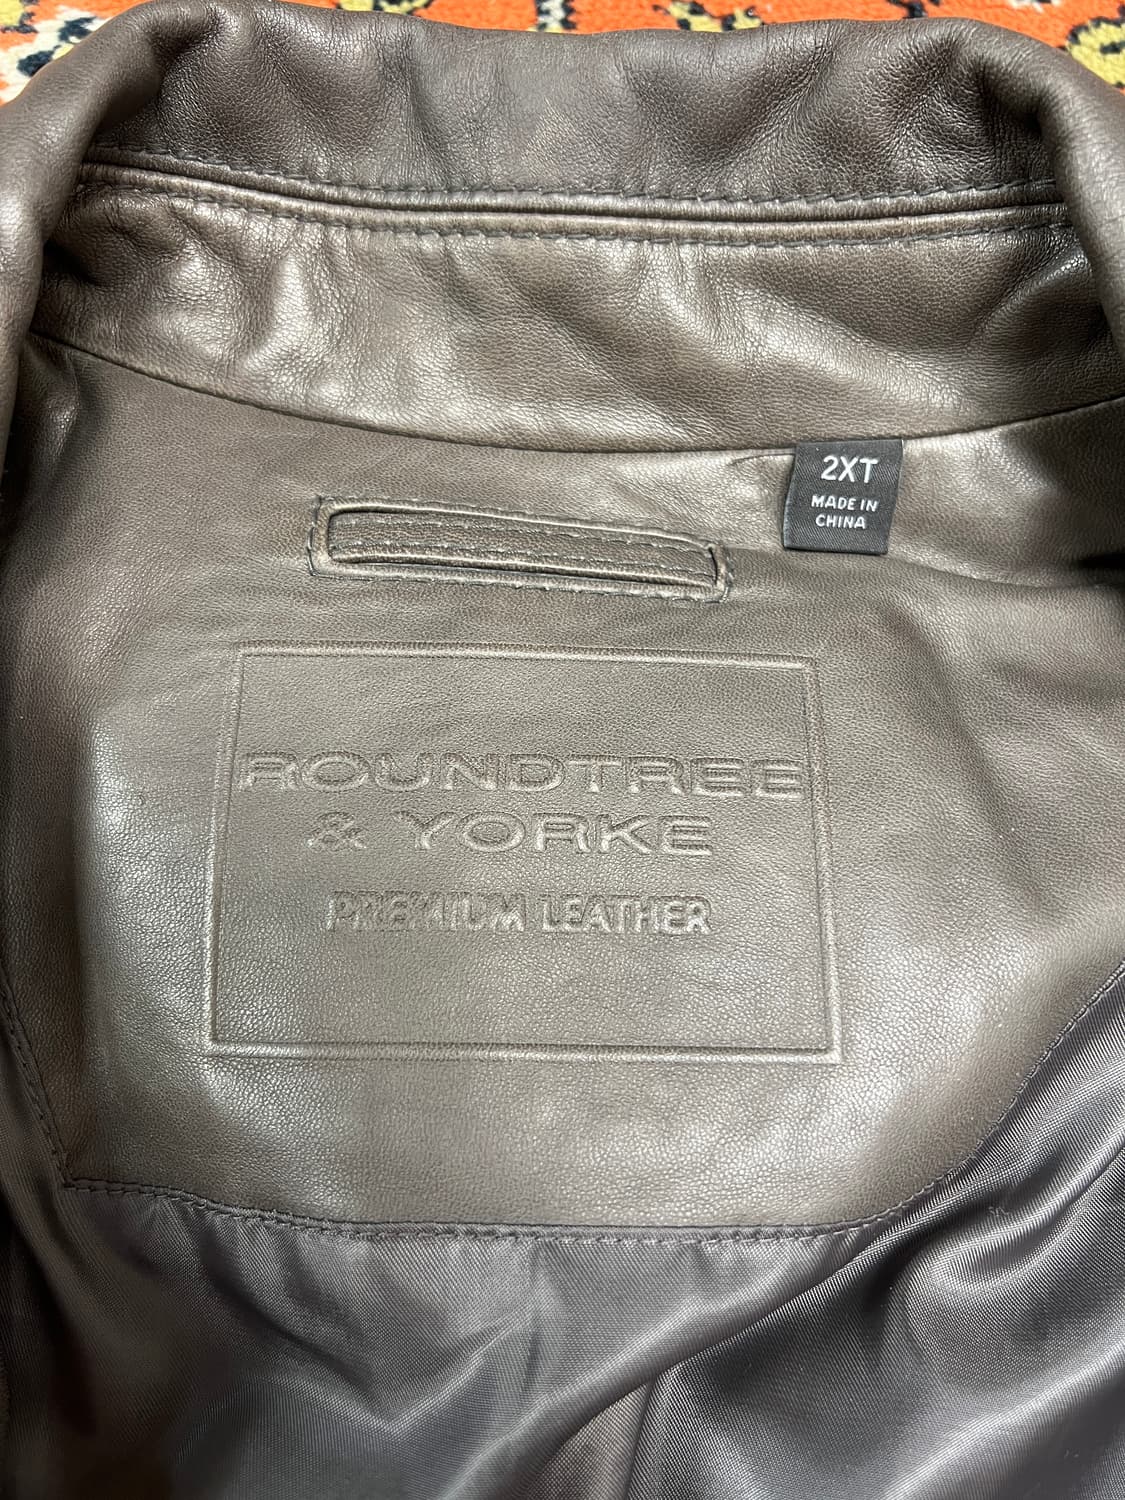 2XT
MADE IN
CHINA
ROUNDTREE
& YORKE
PREMIUM LEATHER